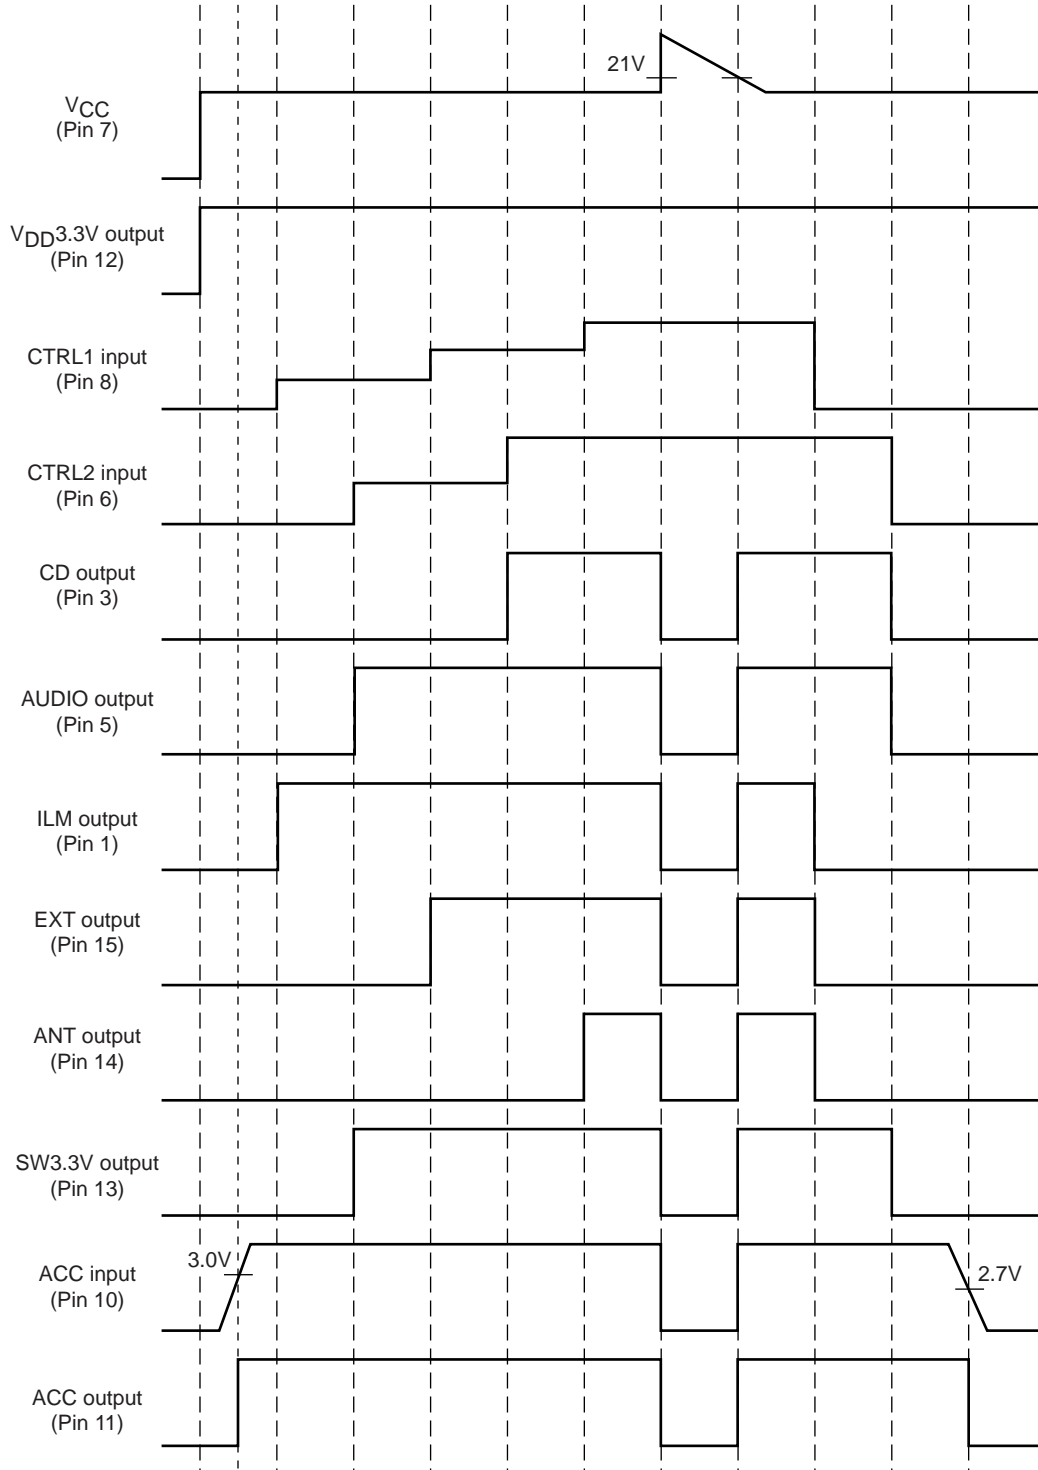 21V
VCC
(Pin 7)
VDD3.3V output
(Pin 12)
CTRL1 input
(Pin 8)
CTRL2 input
(Pin 6)
CD output
(Pin 3)
AUDIO output
(Pin 5)
ILM output
(Pin 1)
EXT output
(Pin 15)
ANT output
(Pin 14)
SW3.3V output
(Pin 13)
3.0V
ACC input
(Pin 10)
2.7V
ACC output
(Pin 11)